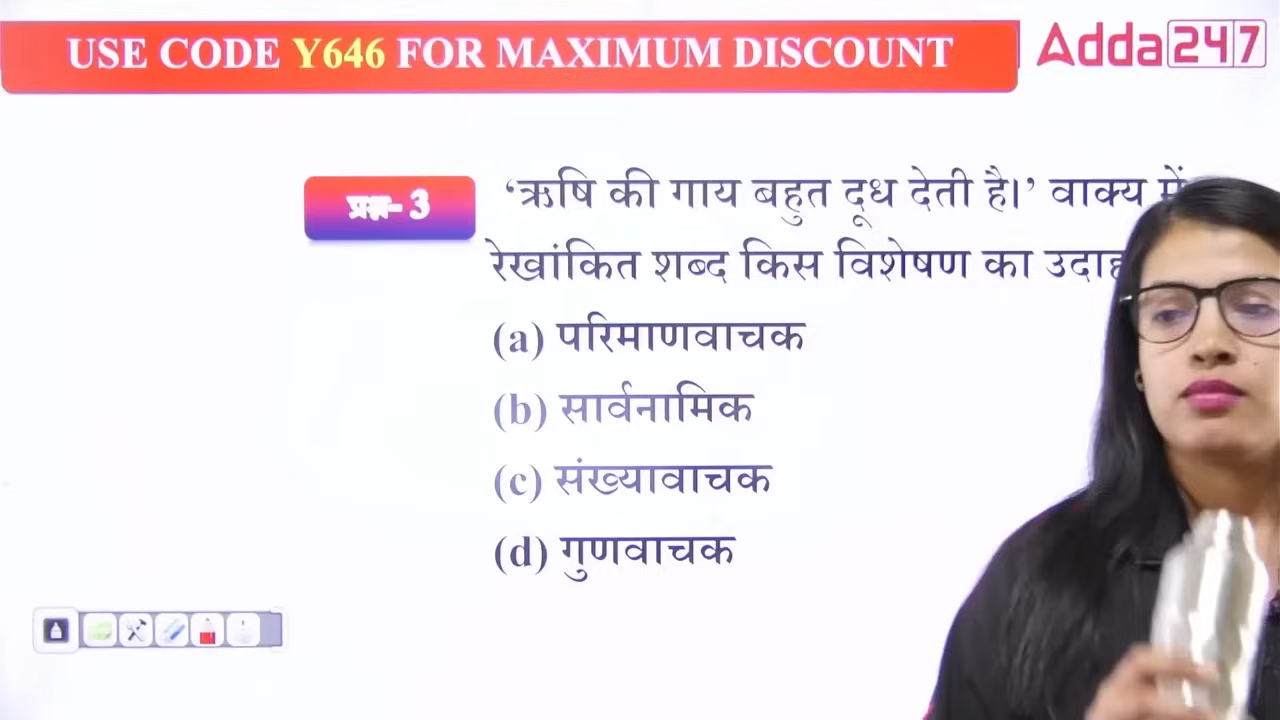 USE CODE Y646 FOR MAXIMUM DISCOUNT
Adda247
प्रश्न- 3
‘ऋषि की गाय बहुत दूध देती है।’ वाक्य में
रेखांकित शब्द किस विशेषण का
(a) परिमाणवाचक
(b) सार्वनामिक
(c) संख्यावाचक
(d) गुणवाचक